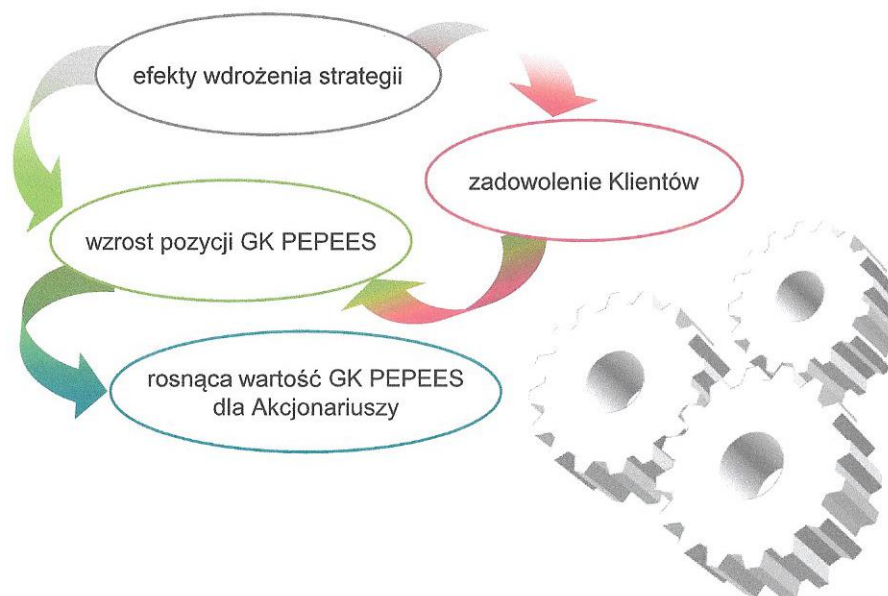 efekty wdrożenia strategii
zadowolenie Klientów
wzrost pozycji GK PEPEES
rosnąca wartość GK PEPEES
dla Akcjonariuszy